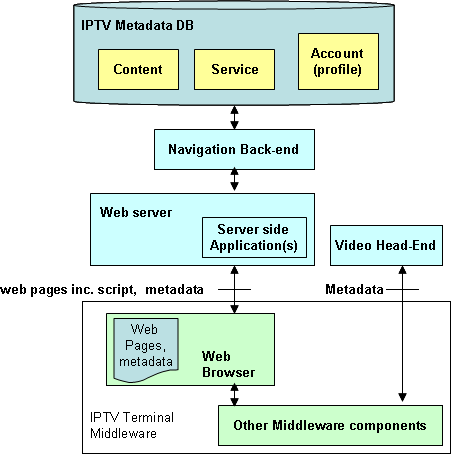 IPTV Metadata DB
Content
Service
Account
(profile)
Navigation Back-end
Web server
Server side
Application(s)
Video Head-End
web pages inc. script, metadata
Metadata
Web
Pages,
metadata
Web
Browser
IPTV Terminal
Middleware
Other Middleware components